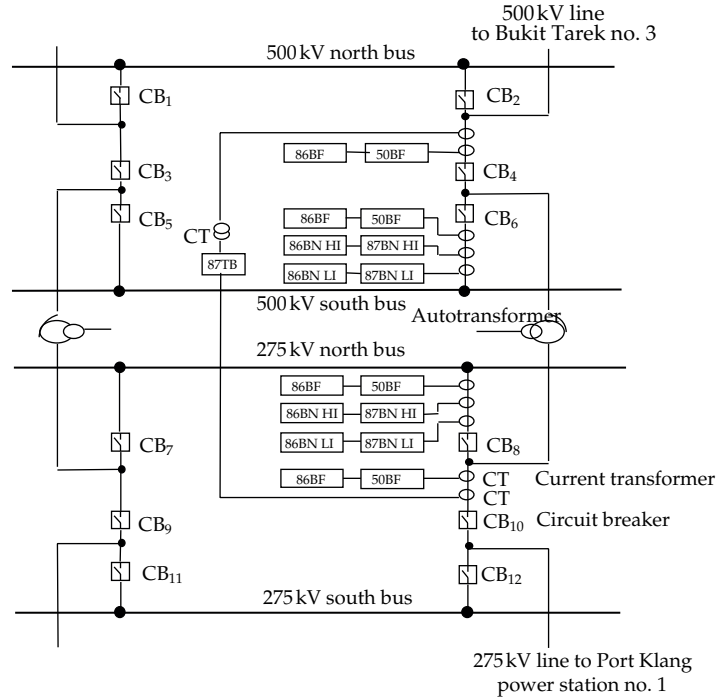 500 kV line
to Bukit Tarek no. 3
500 kV north bus
CB1
CB2
86BF
50BF
CB3
CB4
CB5
86BF
50BF
CB6
CT
86BN HI
87BN HI
87TB
86BN LI
87BN LI
500 kV south bus
Autotransformer
275 kV north bus
86BF
50BF
86BN HI
87BN HI
CB7
86BN LI
87BN LI
CB8
86BF
50BF
CT
Current transformer
CT
CB9
CB10
Circuit breaker
CB11
CB12
275 kV south bus
275 kV line to Port Klang
power station no. 1